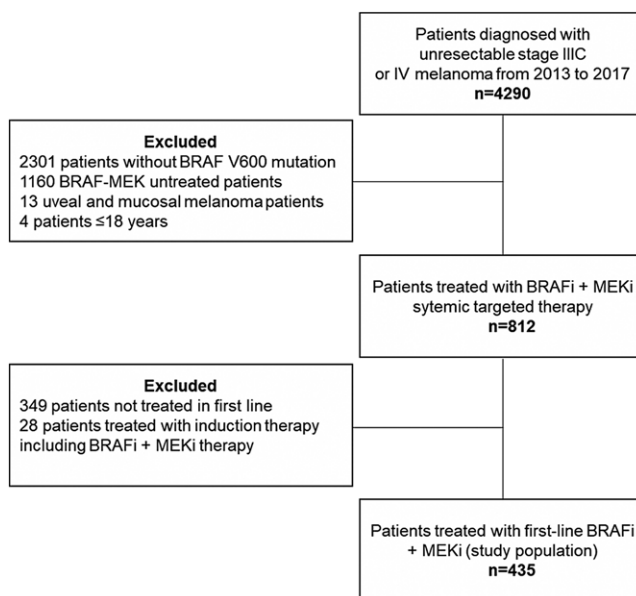 Patients diagnosed with
unresectable stage IIIC
or IV melanoma from 2013 to 2017
n=4290
Excluded
2301 patients without BRAF V600 mutation
1160 BRAF-MEK untreated patients
13 uveal and mucosal melanoma patients
4 patients ≤18 years
Patients treated with BRAFi + MEKi
sytemic targeted therapy
n=812
Excluded
349 patients not treated in first line
28 patients treated with induction therapy
including BRAFi + MEKi therapy
Patients treated with first-line BRAFi
+ MEKi (study population)
n=435